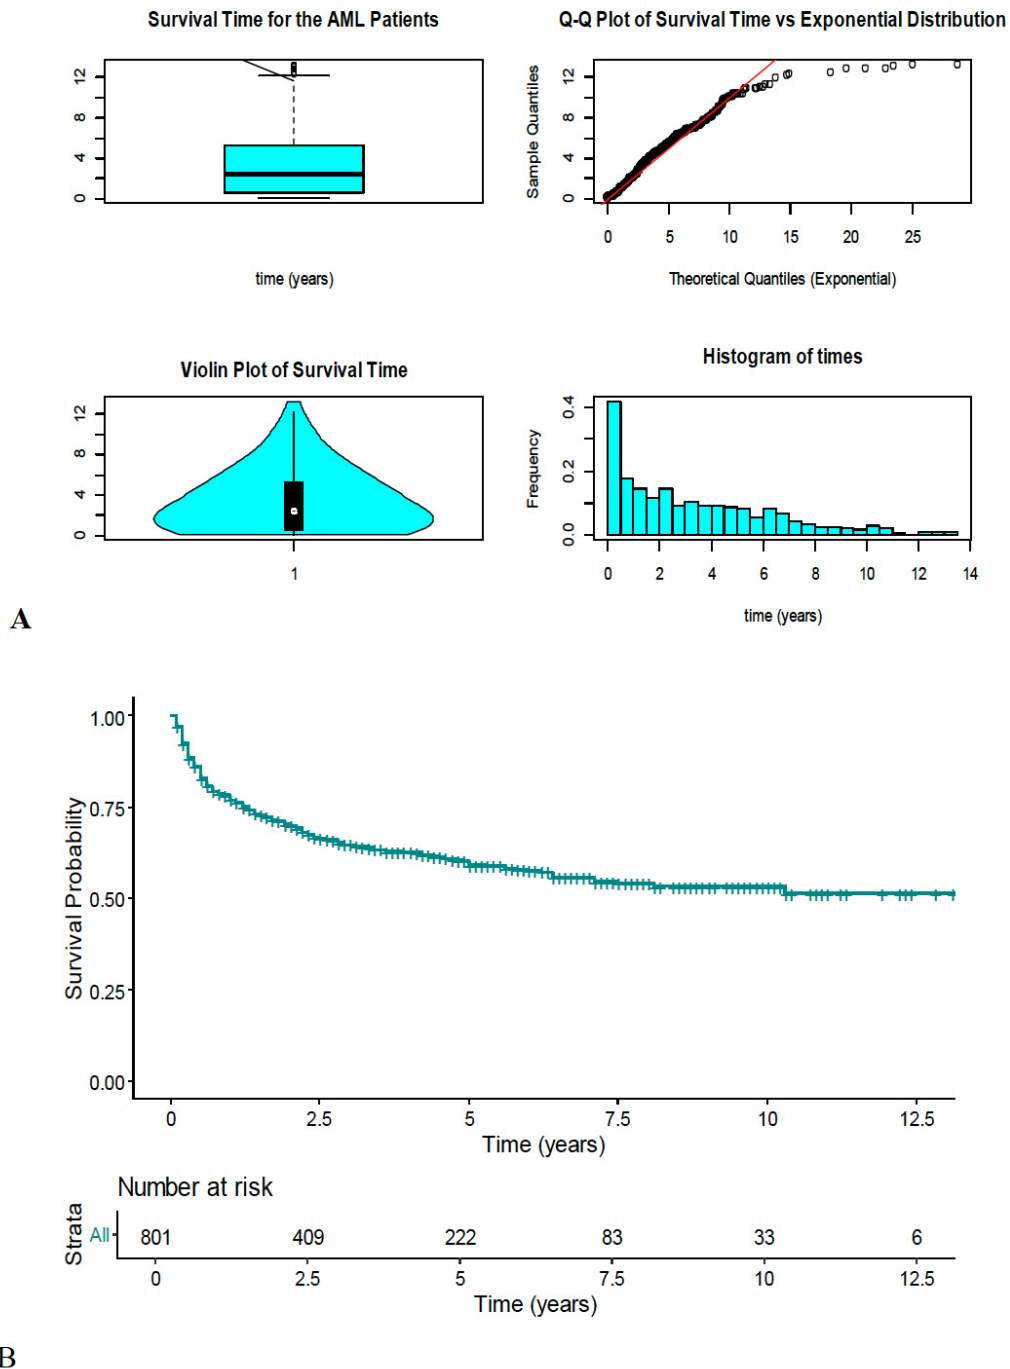 Survival Time for the AML Patients
12
8
4
0
time (years)
Q-Q Plot of Survival Time vs Exponential Distribution
Sample Quantiles
12
8
4
0
0 5 10 15 20 25
Theoretical Quantiles (Exponential)
Violin Plot of Survival Time
12
8
4
0
1
Histogram of times
Frequency
0.4
0.2
0.0
0 2 4 6 8 10 12 14
time (years)
A
Survival Probability
1.00
0.75
0.50
0.25
0.00
0 2.5 5 7.5 10 12.5
Time (years)
Number at risk
Strata
All 801 409 222 83 33 6
0 2.5 5 7.5 10 12.5
Time (years)
B